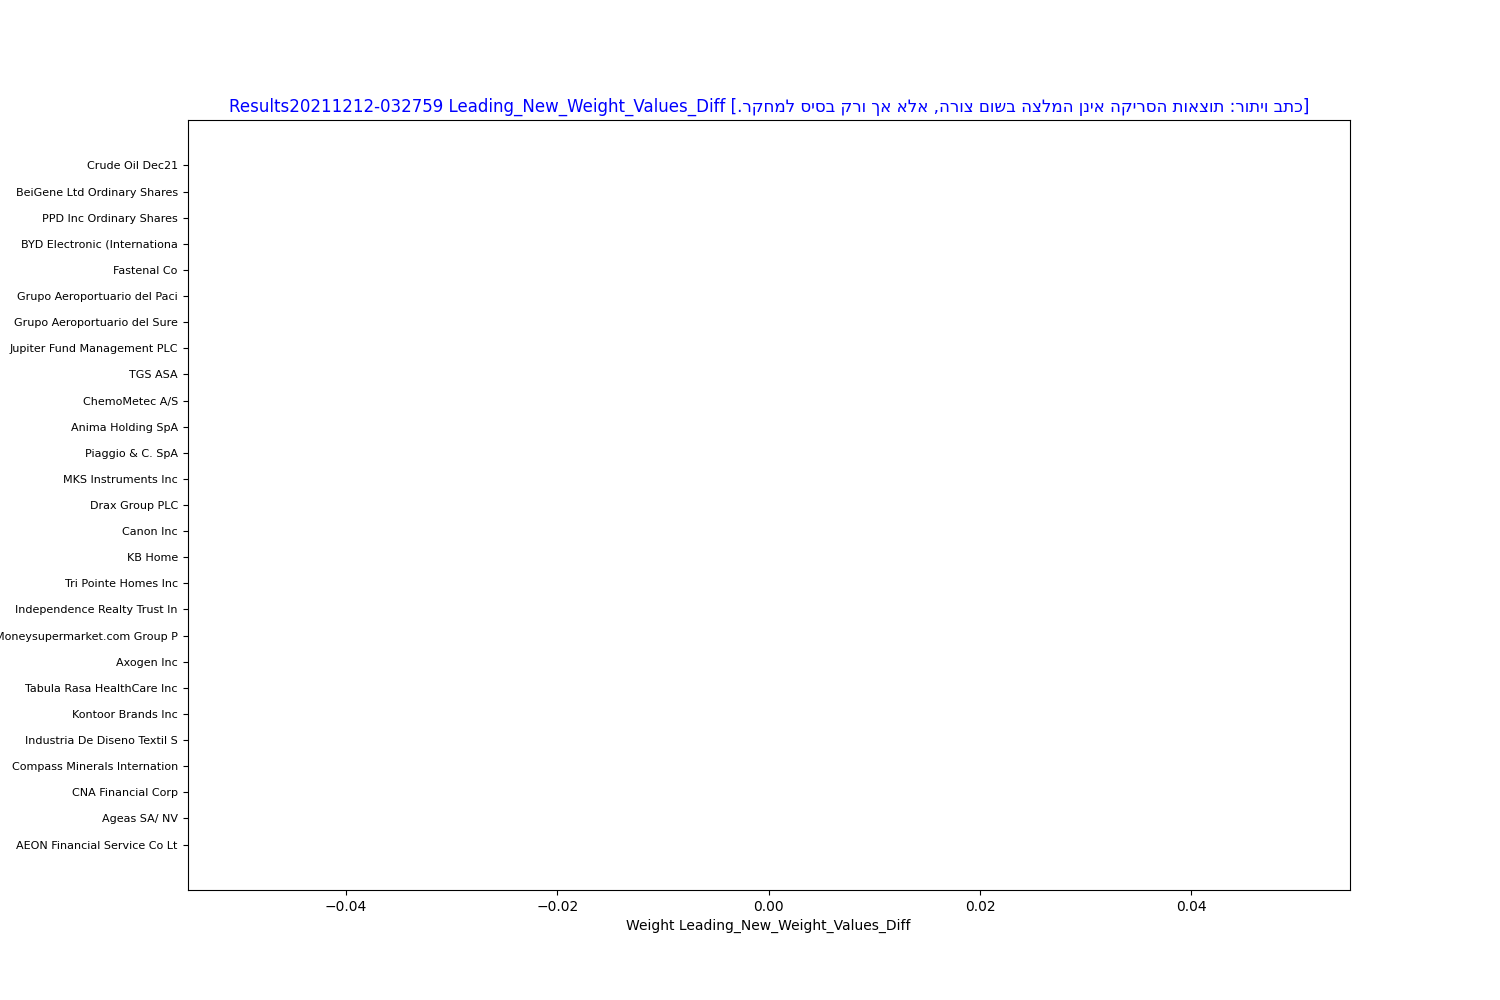 Results20211212-032759 Leading_New_Weight_Values_Diff [כתב ויתור: תוצאות הסריקה אינן המלצה בשום צורה, אלא אך ורק בסיס למחקר.]
Crude Oil Dec21
BeiGene Ltd Ordinary Shares
PPD Inc Ordinary Shares
BYD Electronic (Internationa
Fastenal Co
Grupo Aeroportuario del Paci
Grupo Aeroportuario del Sure
Jupiter Fund Management PLC
TGS ASA
ChemoMetec A/S
Anima Holding SpA
Piaggio & C. SpA
MKS Instruments Inc
Drax Group PLC
Canon Inc
KB Home
Tri Pointe Homes Inc
Independence Realty Trust In
Moneysupermarket.com Group P
Axogen Inc
Tabula Rasa HealthCare Inc
Kontoor Brands Inc
Industria De Diseno Textil S
Compass Minerals Internation
CNA Financial Corp
Ageas SA/ NV
AEON Financial Service Co Lt
−0.04 −0.02 0.00 0.02 0.04
Weight Leading_New_Weight_Values_Diff